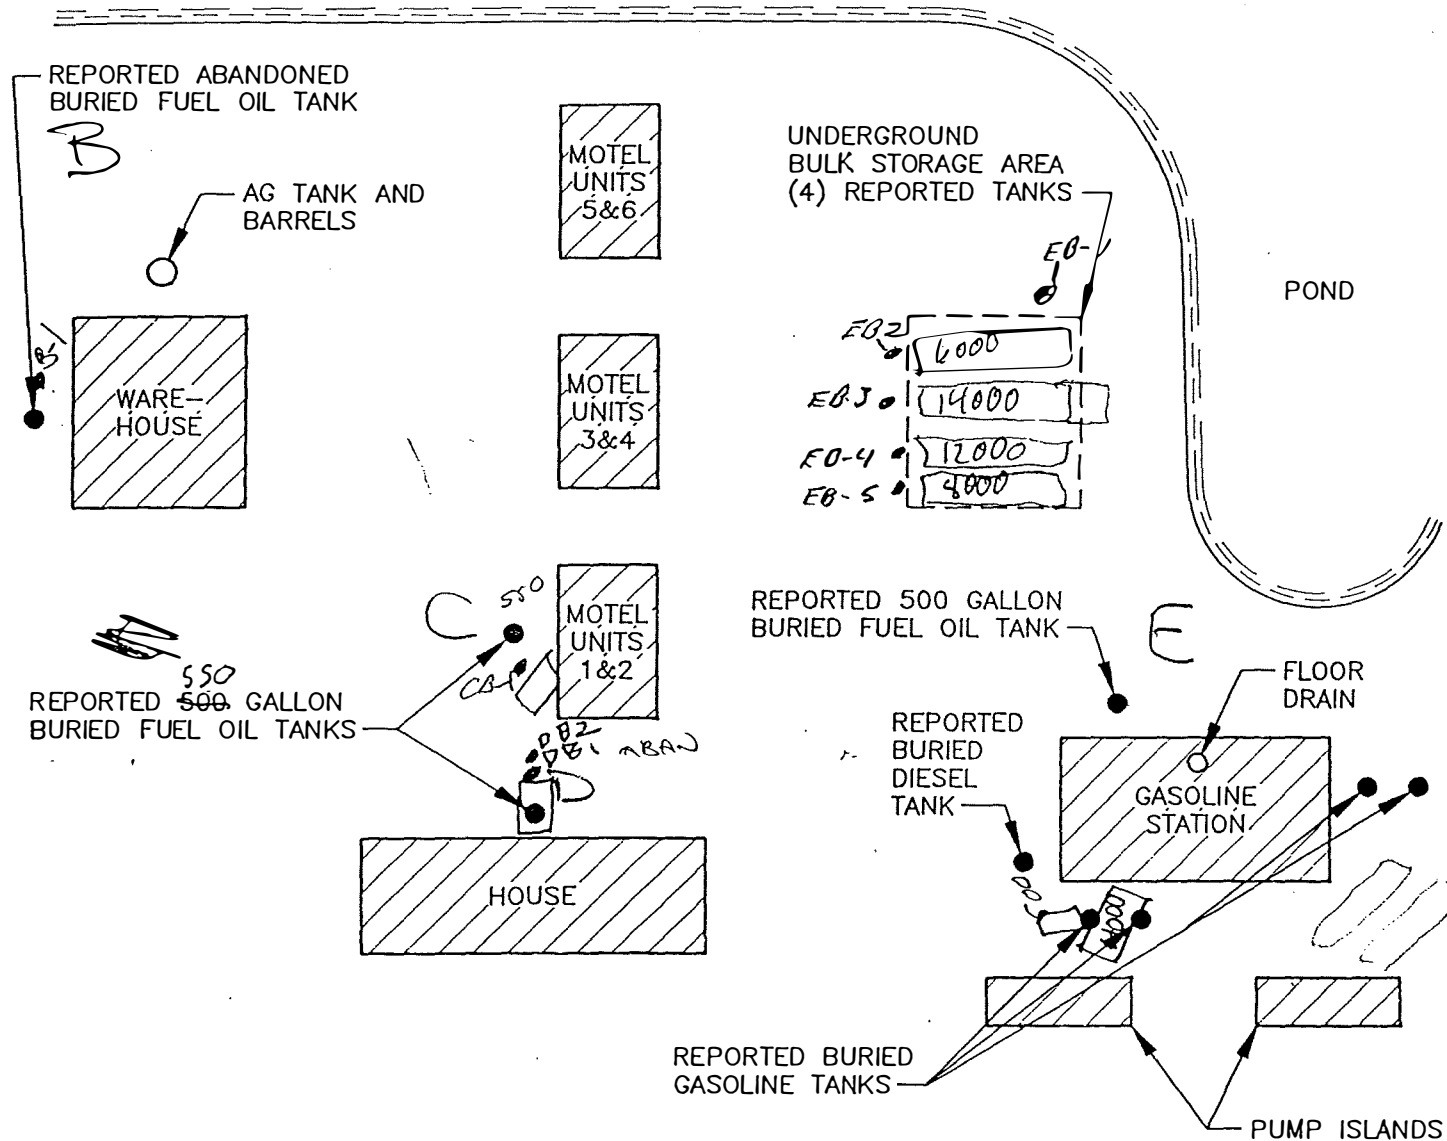 REPORTED ABANDONED
BURIED FUEL OIL TANK
B
AG TANK AND
BARRELS
MOTEL
UNITS
5&6
UNDERGROUND
BULK STORAGE AREA
(4) REPORTED TANKS
EB-1
POND
B-1
WARE-
HOUSE
MOTEL
UNITS
3&4
EB2
6000
EB-3
14000
EB-4
12000
EB-5
C
550
MOTEL
UNITS
1&2
CB-1
550
REPORTED 500 GALLON
BURIED FUEL OIL TANKS
DB2
DB1 ABAN
D
HOUSE
REPORTED 500 GALLON
BURIED FUEL OIL TANK
E
FLOOR
DRAIN
REPORTED
BURIED
DIESEL
TANK
GASOLINE
STATION
REPORTED BURIED
GASOLINE TANKS
PUMP ISLANDS